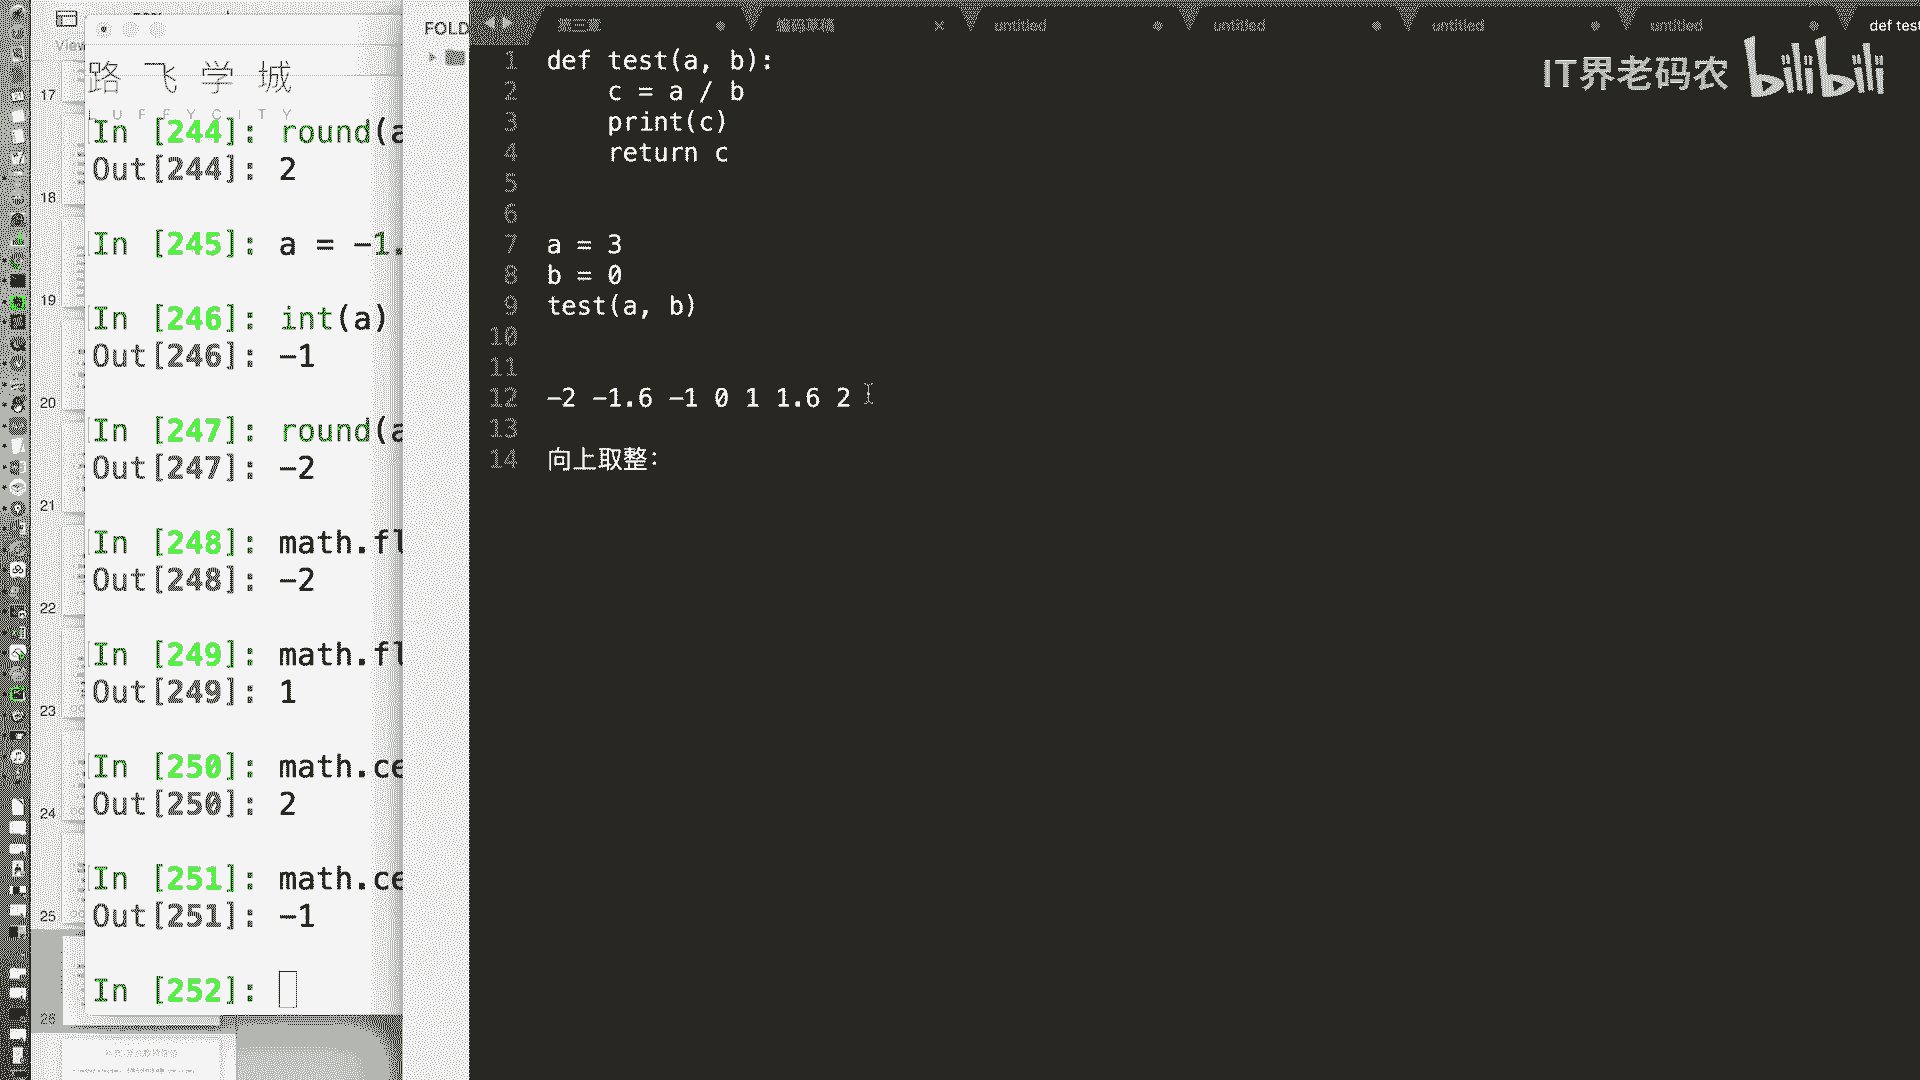 View
路飞学城
LUFFYCITY
17
18
19
20
21
22
23
24
25
26
In [244]: round(a
Out[244]: 2
In [245]: a = -1.
In [246]: int(a)
Out[246]: -1
In [247]: round(a
Out[247]: -2
In [248]: math.fl
Out[248]: -2
In [249]: math.fl
Out[249]: 1
In [250]: math.ce
Out[250]: 2
In [251]: math.ce
Out[251]: -1
In [252]:
FOLD
第三章
编码草稿
untitled
untitled
untitled
untitled
def test
IT界老码农 bilibili
1 def test(a, b):
2 c = a / b
3 print(c)
4 return c
5
6
7 a = 3
8 b = 0
9 test(a, b)
10
11
12 -2 -1.6 -1 0 1 1.6 2
13
14 向上取整: